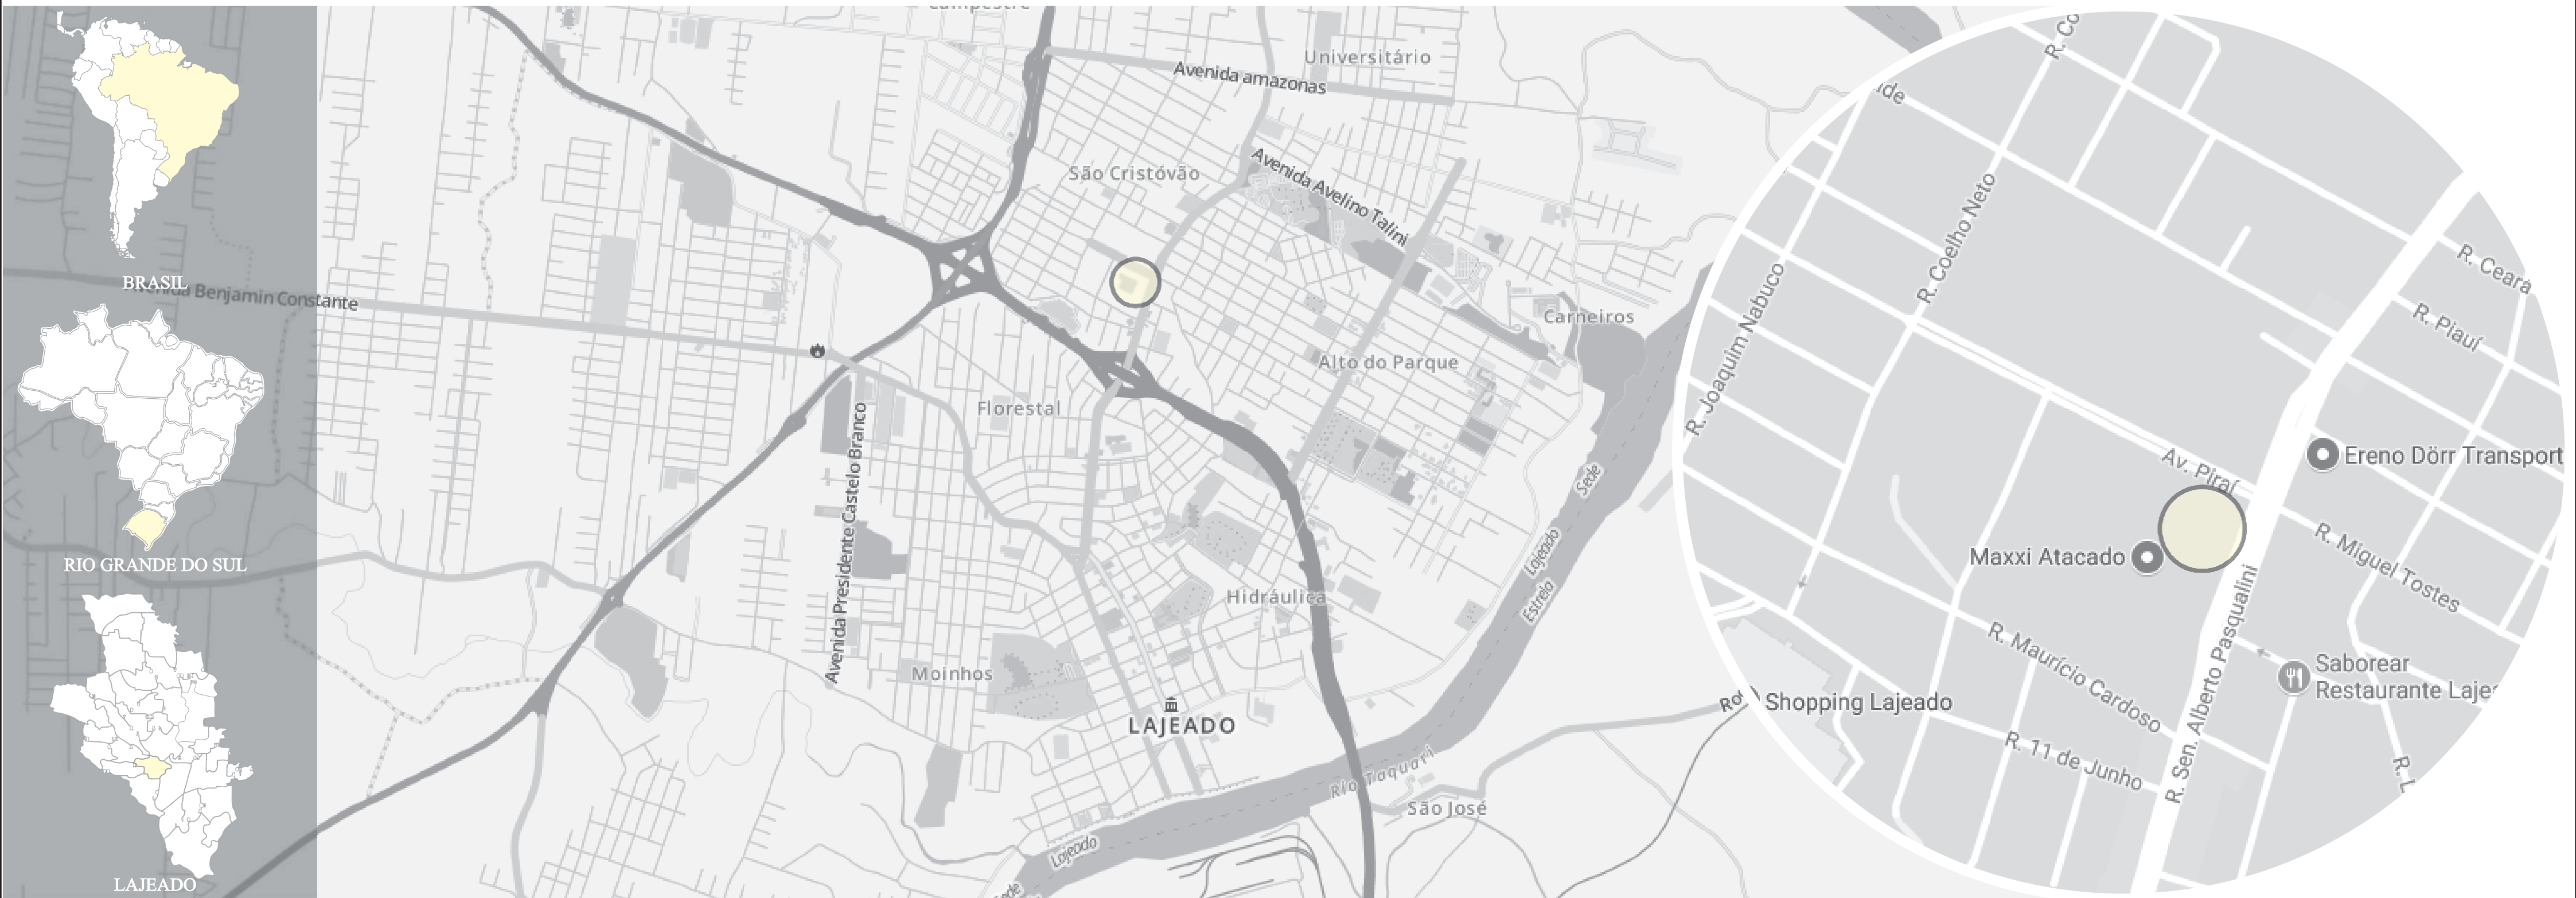 BRASIL
RIO GRANDE DO SUL
LAJEADO
Avenida Benjamin Constante
Universitário
Avenida amazonas
São Cristóvão
Avenida Avelino Talini
Carneiros
Alto do Parque
Florestal
Avenida Presidente Castelo Branco
Sede
Lajeado
Estrela
Hidráulica
Moinhos
LAJEADO
Rio Taquari
São José
Lajeado
R. Coelho Neto
R. Joaquim Nabuco
R. Ceará
R. Piauí
Av. Piraí
Ereno Dörr Transport
Maxxi Atacado
R. Miguel Tostes
R. Maurício Cardoso
R. Sen. Alberto Pasqualini
Saborear
Restaurante Laje
Shopping Lajeado
R. 11 de Junho